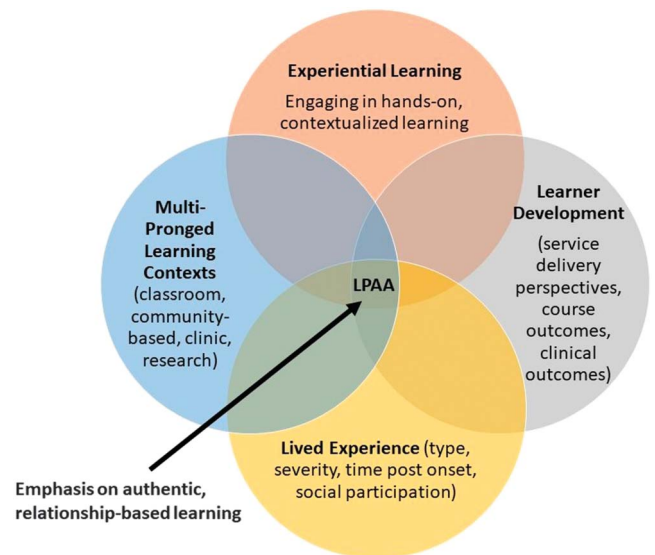 Experiential Learning
Engaging in hands-on,
contextualized learning
Multi-
Pronged
Learning
Contexts
(classroom,
community-
based, clinic,
research)
Learner
Development
(service
delivery
perspectives,
course
outcomes,
clinical
outcomes)
LPAA
Lived Experience (type,
severity, time post onset,
social participation)
Emphasis on authentic,
relationship-based learning